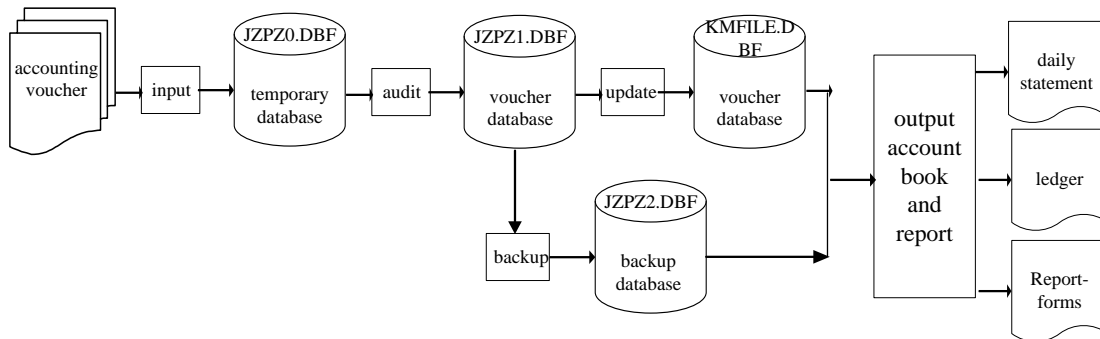 accounting
voucher
input
JZPZ0.DBF
temporary
database
audit
JZPZ1.DBF
voucher
database
update
KMFILE.D
BF
voucher
database
backup
JZPZ2.DBF
backup
database
output
account
book
and
report
daily
statement
ledger
Report-
forms